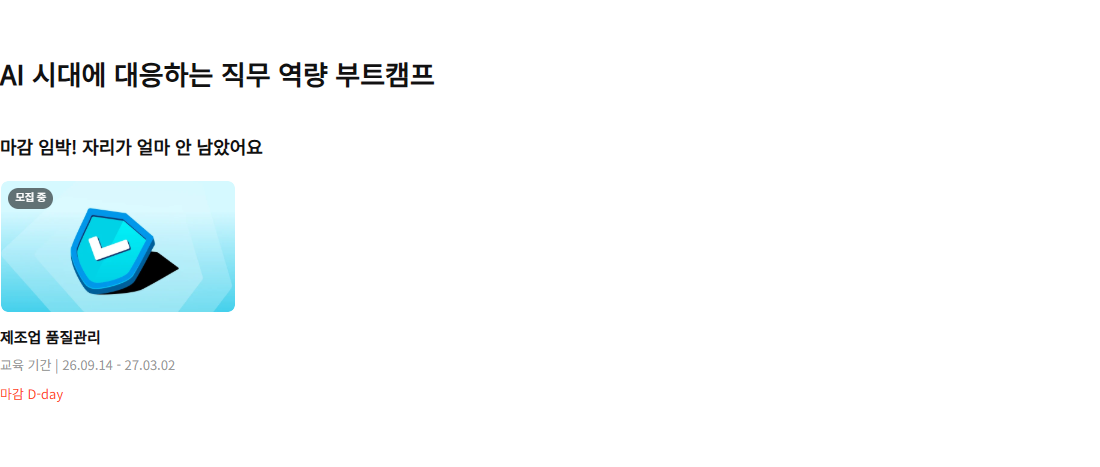 AI 시대에 대응하는 직무 역량 부트캠프
마감 임박! 자리가 얼마 안 남았어요
모집 중
제조업 품질관리
교육 기간 | 26.09.14 - 27.03.02
마감 D-day